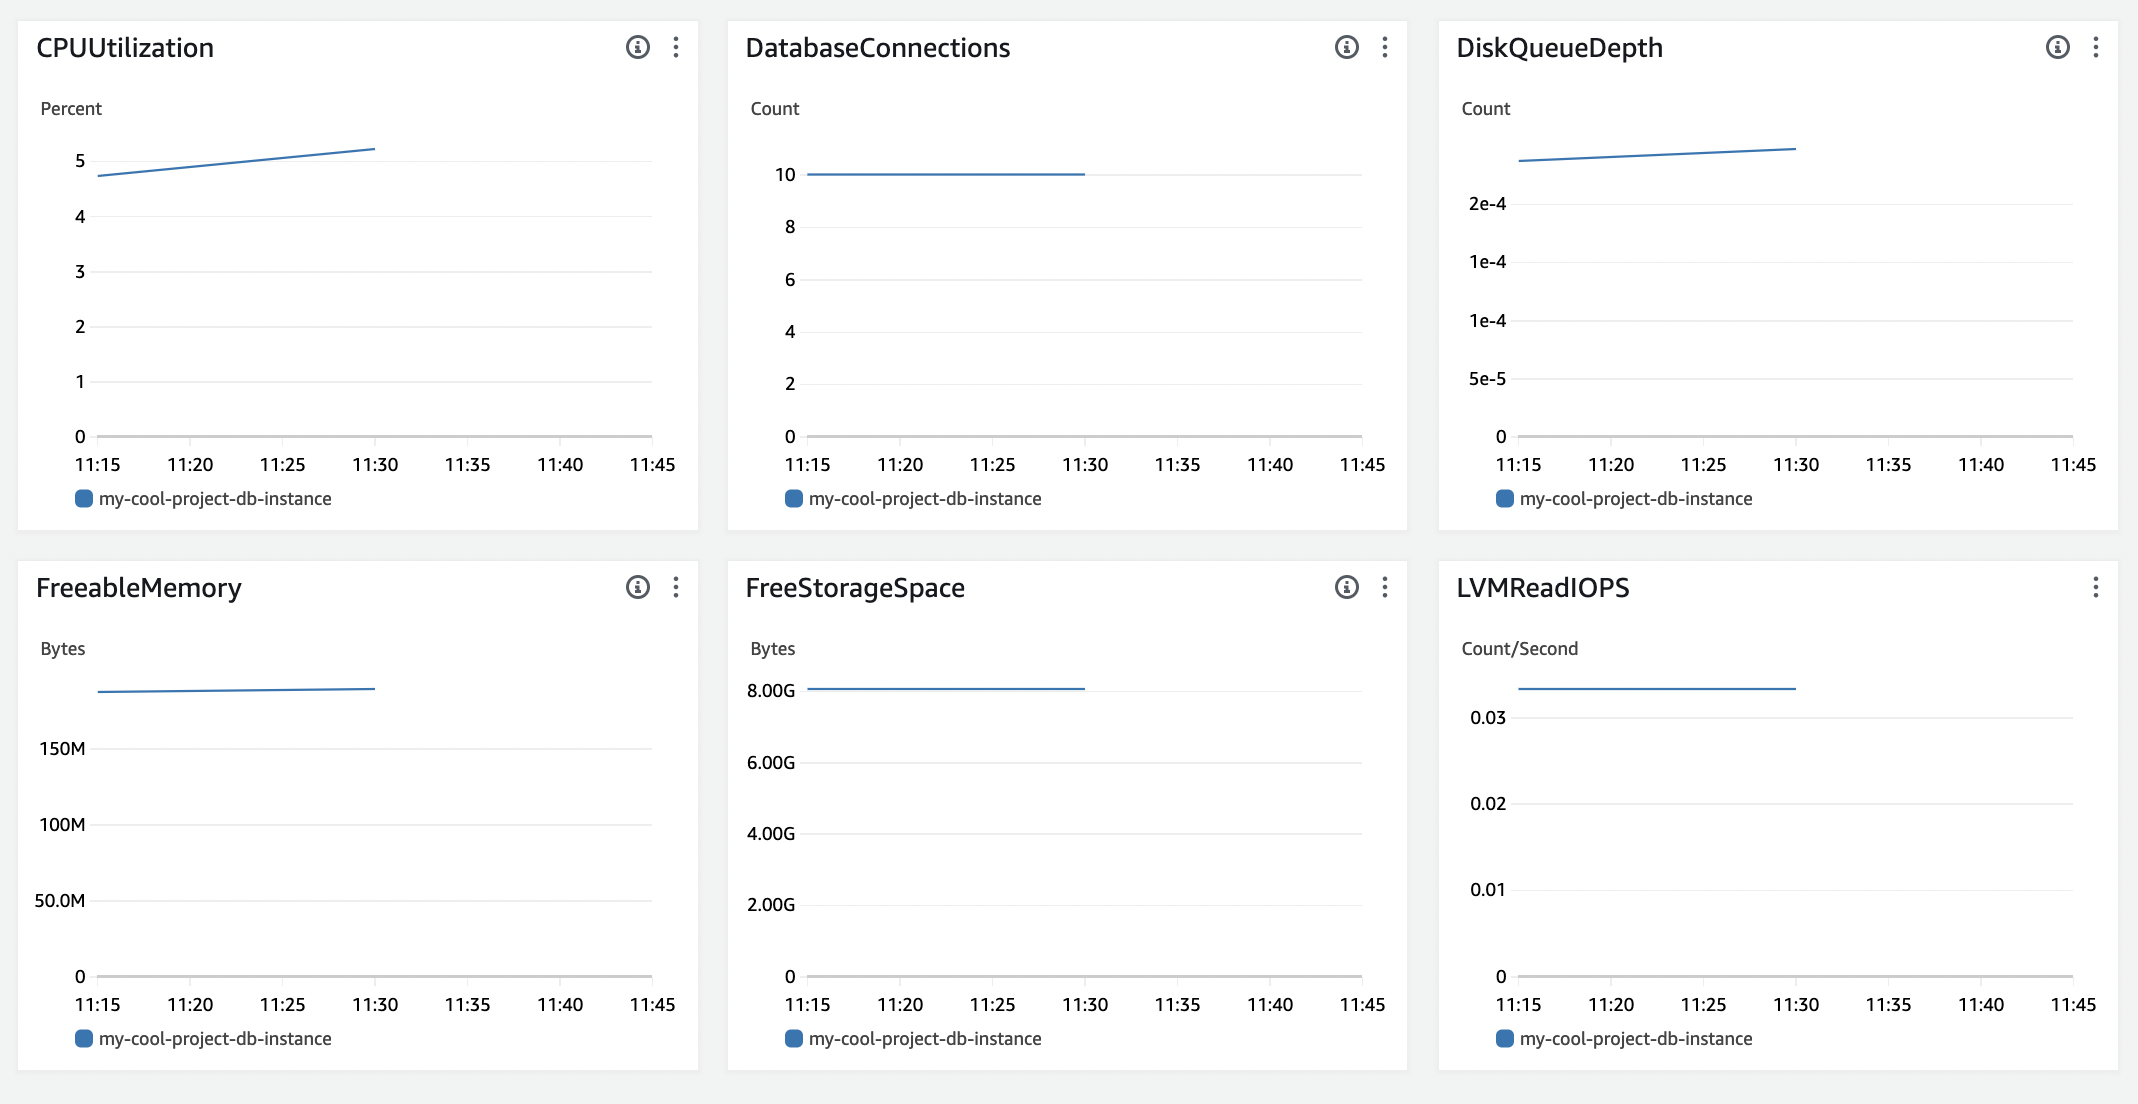 CPUUtilization
Percent
5
4
3
2
1
0
11:15 11:20 11:25 11:30 11:35 11:40 11:45
my-cool-project-db-instance
DatabaseConnections
Count
10
8
6
4
2
0
11:15 11:20 11:25 11:30 11:35 11:40 11:45
my-cool-project-db-instance
DiskQueueDepth
Count
2e-4
1e-4
1e-4
5e-5
0
11:15 11:20 11:25 11:30 11:35 11:40 11:45
my-cool-project-db-instance
FreeableMemory
Bytes
150M
100M
50.0M
0
11:15 11:20 11:25 11:30 11:35 11:40 11:45
my-cool-project-db-instance
FreeStorageSpace
Bytes
8.00G
6.00G
4.00G
2.00G
0
11:15 11:20 11:25 11:30 11:35 11:40 11:45
my-cool-project-db-instance
LVMReadIOPS
Count/Second
0.03
0.02
0.01
0
11:15 11:20 11:25 11:30 11:35 11:40 11:45
my-cool-project-db-instance